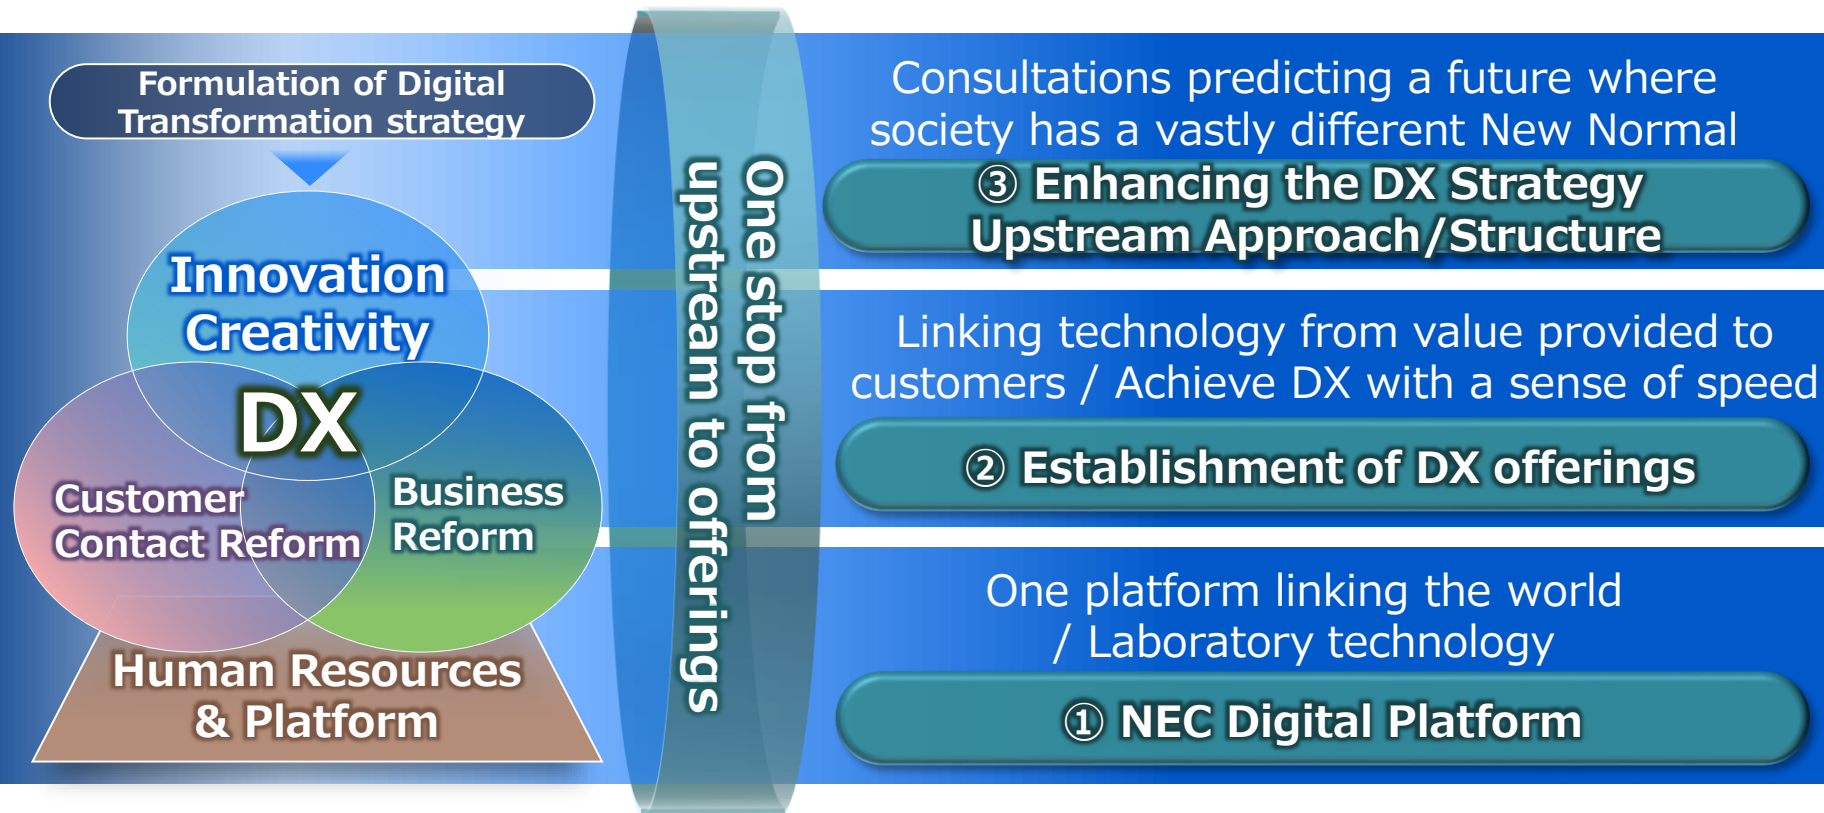 Formulation of Digital
Transformation strategy
Innovation
Creativity
DX
Customer
Contact Reform
Business
Reform
Human Resources
& Platform
One stop from
upstream to offerings
Consultations predicting a future where
society has a vastly different New Normal
③ Enhancing the DX Strategy
Upstream Approach/Structure
Linking technology from value provided to
customers / Achieve DX with a sense of speed
② Establishment of DX offerings
One platform linking the world
/ Laboratory technology
① NEC Digital Platform